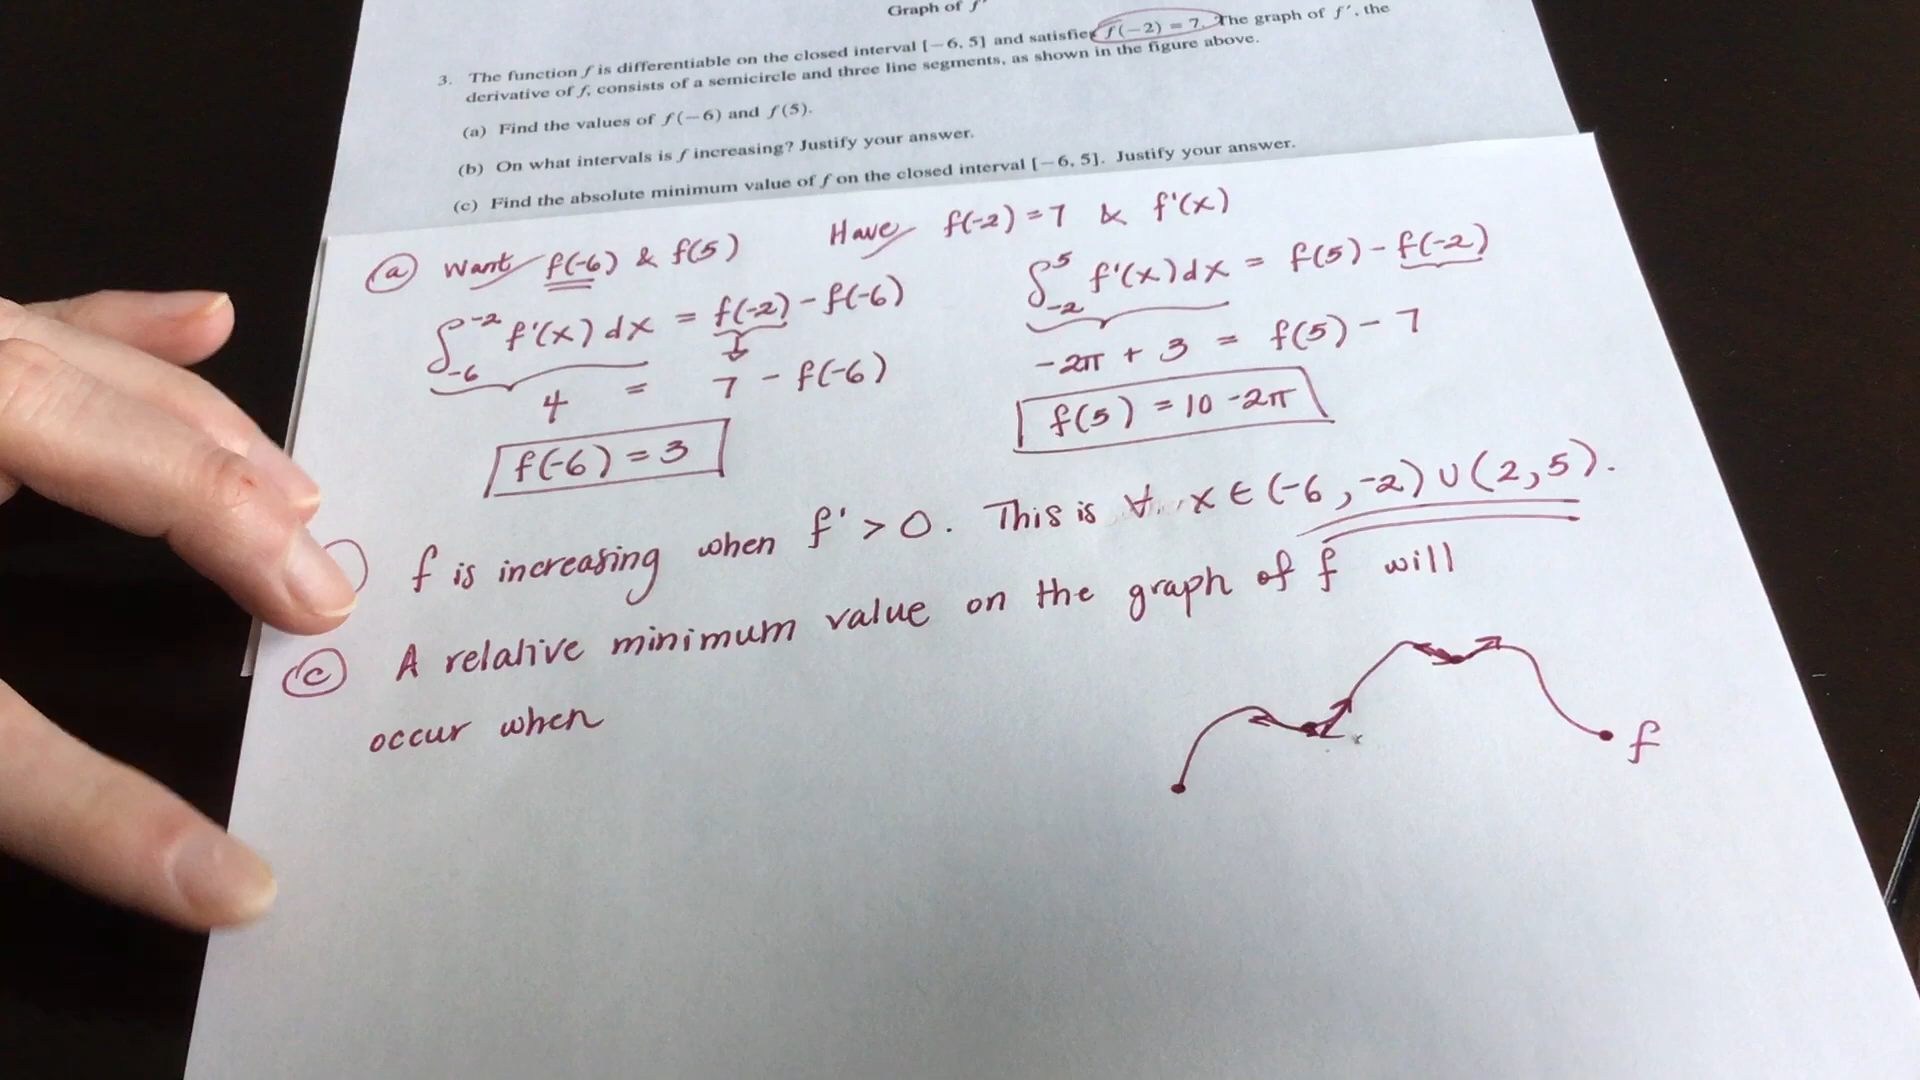 Graph of f'
3. The function f is differentiable on the closed interval [−6, 5] and satisfies f(−2) = 7. The graph of f′, the
derivative of f, consists of a semicircle and three line segments, as shown in the figure above.
(a) Find the values of f(−6) and f(5).
(b) On what intervals is f increasing? Justify your answer.
(c) Find the absolute minimum value of f on the closed interval [−6, 5]. Justify your answer.
(a) Want f(-6) & f(5) Have f(-2) = 7 & f'(x)
∫_{-6}^{-2} f'(x) dx = f(-2) - f(-6)
4 = 7 - f(-6)
f(-6) = 3
∫_{-2}^{5} f'(x) dx = f(5) - f(-2)
-2π + 3 = f(5) - 7
f(5) = 10 - 2π
f is increasing when f' > 0. This is ∀ x ∈ (-6, -2) ∪ (2, 5).
(c) A relative minimum value on the graph of f will
occur when
f